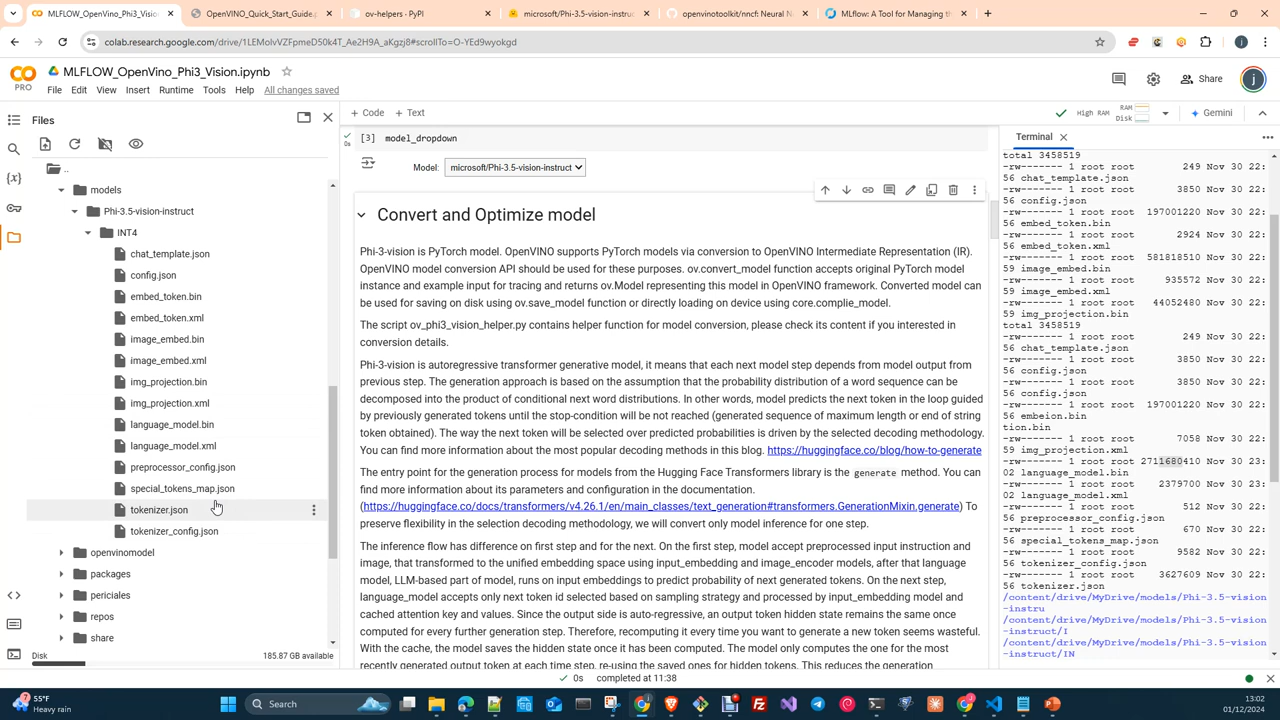 MLFLOW_OpenVino_Phi3_Visi
OpenVINO_Quick_Start_Guide.p
ov-helpers - PyPI
microsoft/Phi-3-vision-instruct
openvinotoolkit/nncf: Neural N
MLflow: A Tool for Managing th
colab.research.google.com/drive/1LEMolvVZFpmeD50k4T_Ae2H9A_aKgzj8#scrollTo=O-YEd9wyokgd
MLFLOW_OpenVino_Phi3_Vision.ipynb
PRO
File Edit View Insert Runtime Tools Help All changes saved
Share
Files
+ Code + Text
High RAM RAM Disk
Gemini
..
models
Phi-3.5-vision-instruct
INT4
chat_template.json
config.json
embed_token.bin
embed_token.xml
image_embed.bin
image_embed.xml
img_projection.bin
img_projection.xml
language_model.bin
language_model.xml
preprocessor_config.json
special_tokens_map.json
tokenizer.json
tokenizer_config.json
openvinomodel
packages
periciales
repos
share
Disk 185.87 GB available
[3] model_dropdown
0s
Model: microsoft/Phi-3.5-vision-instruct
Convert and Optimize model
Phi-3-vision is PyTorch model. OpenVINO supports PyTorch models via conversion to OpenVINO Intermediate Representation (IR).
OpenVINO model conversion API should be used for these purposes. ov.convert_model function accepts original PyTorch model
instance and example input for tracing and returns ov.Model representing this model in OpenVINO framework. Converted model can
be used for saving on disk using ov.save_model function or directly loading on device using core.complie_model.
The script ov_phi3_vision_helper.py contains helper function for model conversion, please check its content if you interested in
conversion details.
Phi-3-vision is autoregressive transformer generative model, it means that each next model step depends from model output from
previous step. The generation approach is based on the assumption that the probability distribution of a word sequence can be
decomposed into the product of conditional next word distributions. In other words, model predicts the next token in the loop guided
by previously generated tokens until the stop-condition will be not reached (generated sequence of maximum length or end of string
token obtained). The way the next token will be selected over predicted probabilities is driven by the selected decoding methodology.
You can find more information about the most popular decoding methods in this blog. https://huggingface.co/blog/how-to-generate
The entry point for the generation process for models from the Hugging Face Transformers library is the generate method. You can
find more information about its parameters and configuration in the documentation.
(https://huggingface.co/docs/transformers/v4.26.1/en/main_classes/text_generation#transformers.GenerationMixin.generate) To
preserve flexibility in the selection decoding methodology, we will convert only model inference for one step.
The inference flow has difference on first step and for the next. On the first step, model accept preprocessed input instruction and
image, that transformed to the unified embedding space using input_embedding and image_encoder models, after that language
model, LLM-based part of model, runs on input embeddings to predict probability of next generated tokens. On the next step,
language_model accepts only next token id selected based on sampling strategy and processed by input_embedding model and
cached attention key and values. Since the output side is auto-regressive, an output token hidden state remains the same once
computed for every further generation step. Therefore, recomputing it every time you want to generate a new token seems wasteful.
With the cache, the model saves the hidden state once it has been computed. The model only computes the one for the most
recently generated output token at each time step, re-using the saved ones for hidden tokens. This reduces the generation
Terminal
total 3458519
-rw------- 1 root root 249 Nov 30 22:
56 chat_template.json
-rw------- 1 root root 3850 Nov 30 22:
56 config.json
-rw------- 1 root root 197001220 Nov 30 22:
56 embed_token.bin
-rw------- 1 root root 2924 Nov 30 22:
56 embed_token.xml
-rw------- 1 root root 581818510 Nov 30 22:
59 image_embed.bin
-rw------- 1 root root 935572 Nov 30 22:
59 image_embed.xml
-rw------- 1 root root 44052480 Nov 30 22:
59 img_projection.bin
total 3458519
-rw------- 1 root root 249 Nov 30 22:
56 chat_template.json
-rw------- 1 root root 3850 Nov 30 22:
56 config.json
-rw------- 1 root root 3850 Nov 30 22:
56 config.json
-rw------- 1 root root 197001220 Nov 30 22:
56 embeion.bin
tion.bin
-rw------- 1 root root 7058 Nov 30 22:
59 img_projection.xml
-rw------- 1 root root 2711680410 Nov 30 23:
02 language_model.bin
-rw------- 1 root root 2379700 Nov 30 23:
02 language_model.xml
-rw------- 1 root root 512 Nov 30 22:
56 preprocessor_config.json
-rw------- 1 root root 670 Nov 30 22:
56 special_tokens_map.json
-rw------- 1 root root 9582 Nov 30 22:
56 tokenizer_config.json
-rw------- 1 root root 3627609 Nov 30 22:
56 tokenizer.json
/content/drive/MyDrive/models/Phi-3.5-vision
-instru
/content/drive/MyDrive/models/Phi-3.5-vision
-instruct/I
/content/drive/MyDrive/models/Phi-3.5-vision
-instruct/IN
0s completed at 11:38
55°F
Heavy rain
Search
13:02
01/12/2024